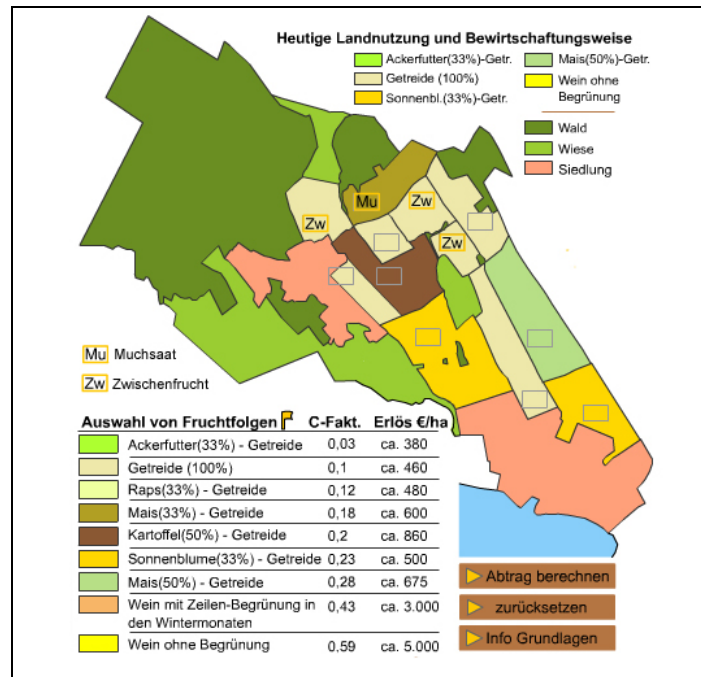 Heutige Landnutzung und Bewirtschaftungsweise
Ackerfutter(33%)-Getr.
Getreide (100%)
Sonnenbl.(33%)-Getr.
Mais(50%)-Getr.
Wein ohne
Begrünung
Wald
Wiese
Siedlung
Mu
Zw
Zw
Zw
Mu Muchsaat
Zw Zwischenfrucht
Auswahl von Fruchtfolgen C-Fakt. Erlös €/ha
Ackerfutter(33%) - Getreide 0,03 ca. 380
Getreide (100%) 0,1 ca. 460
Raps(33%) - Getreide 0,12 ca. 480
Mais(33%) - Getreide 0,18 ca. 600
Kartoffel(50%) - Getreide 0,2 ca. 860
Sonnenblume(33%) - Getreide 0,23 ca. 500
Mais(50%) - Getreide 0,28 ca. 675
Wein mit Zeilen-Begrünung in
den Wintermonaten 0,43 ca. 3.000
Wein ohne Begrünung 0,59 ca. 5.000
Abtrag berechnen
zurücksetzen
Info Grundlagen